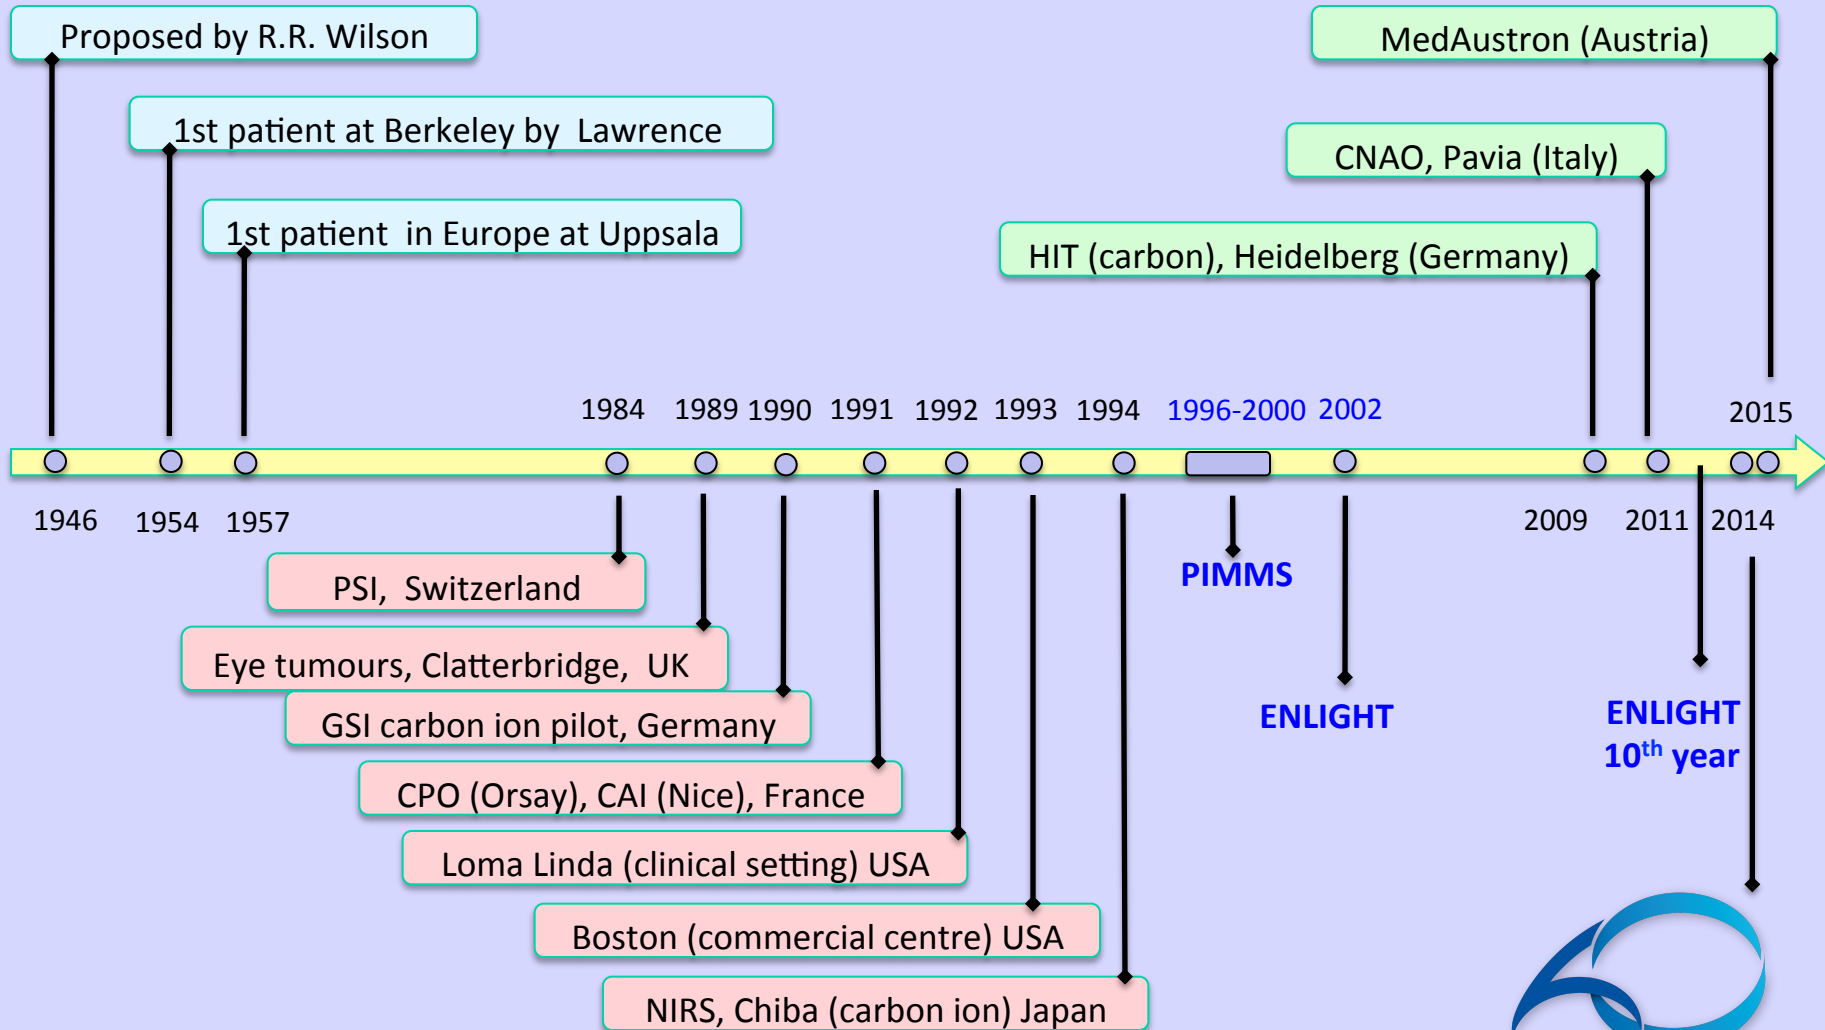 Proposed by R.R. Wilson
MedAustron (Austria)
1st patient at Berkeley by Lawrence
CNAO, Pavia (Italy)
1st patient in Europe at Uppsala
HIT (carbon), Heidelberg (Germany)
1984 1989 1990 1991 1992 1993 1994 1996-2000 2002 2015
1946 1954 1957 2009 2011 2014
PSI, Switzerland
PIMMS
Eye tumours, Clatterbridge, UK
GSI carbon ion pilot, Germany
ENLIGHT
ENLIGHT
10th year
CPO (Orsay), CAI (Nice), France
Loma Linda (clinical setting) USA
Boston (commercial centre) USA
NIRS, Chiba (carbon ion) Japan
60